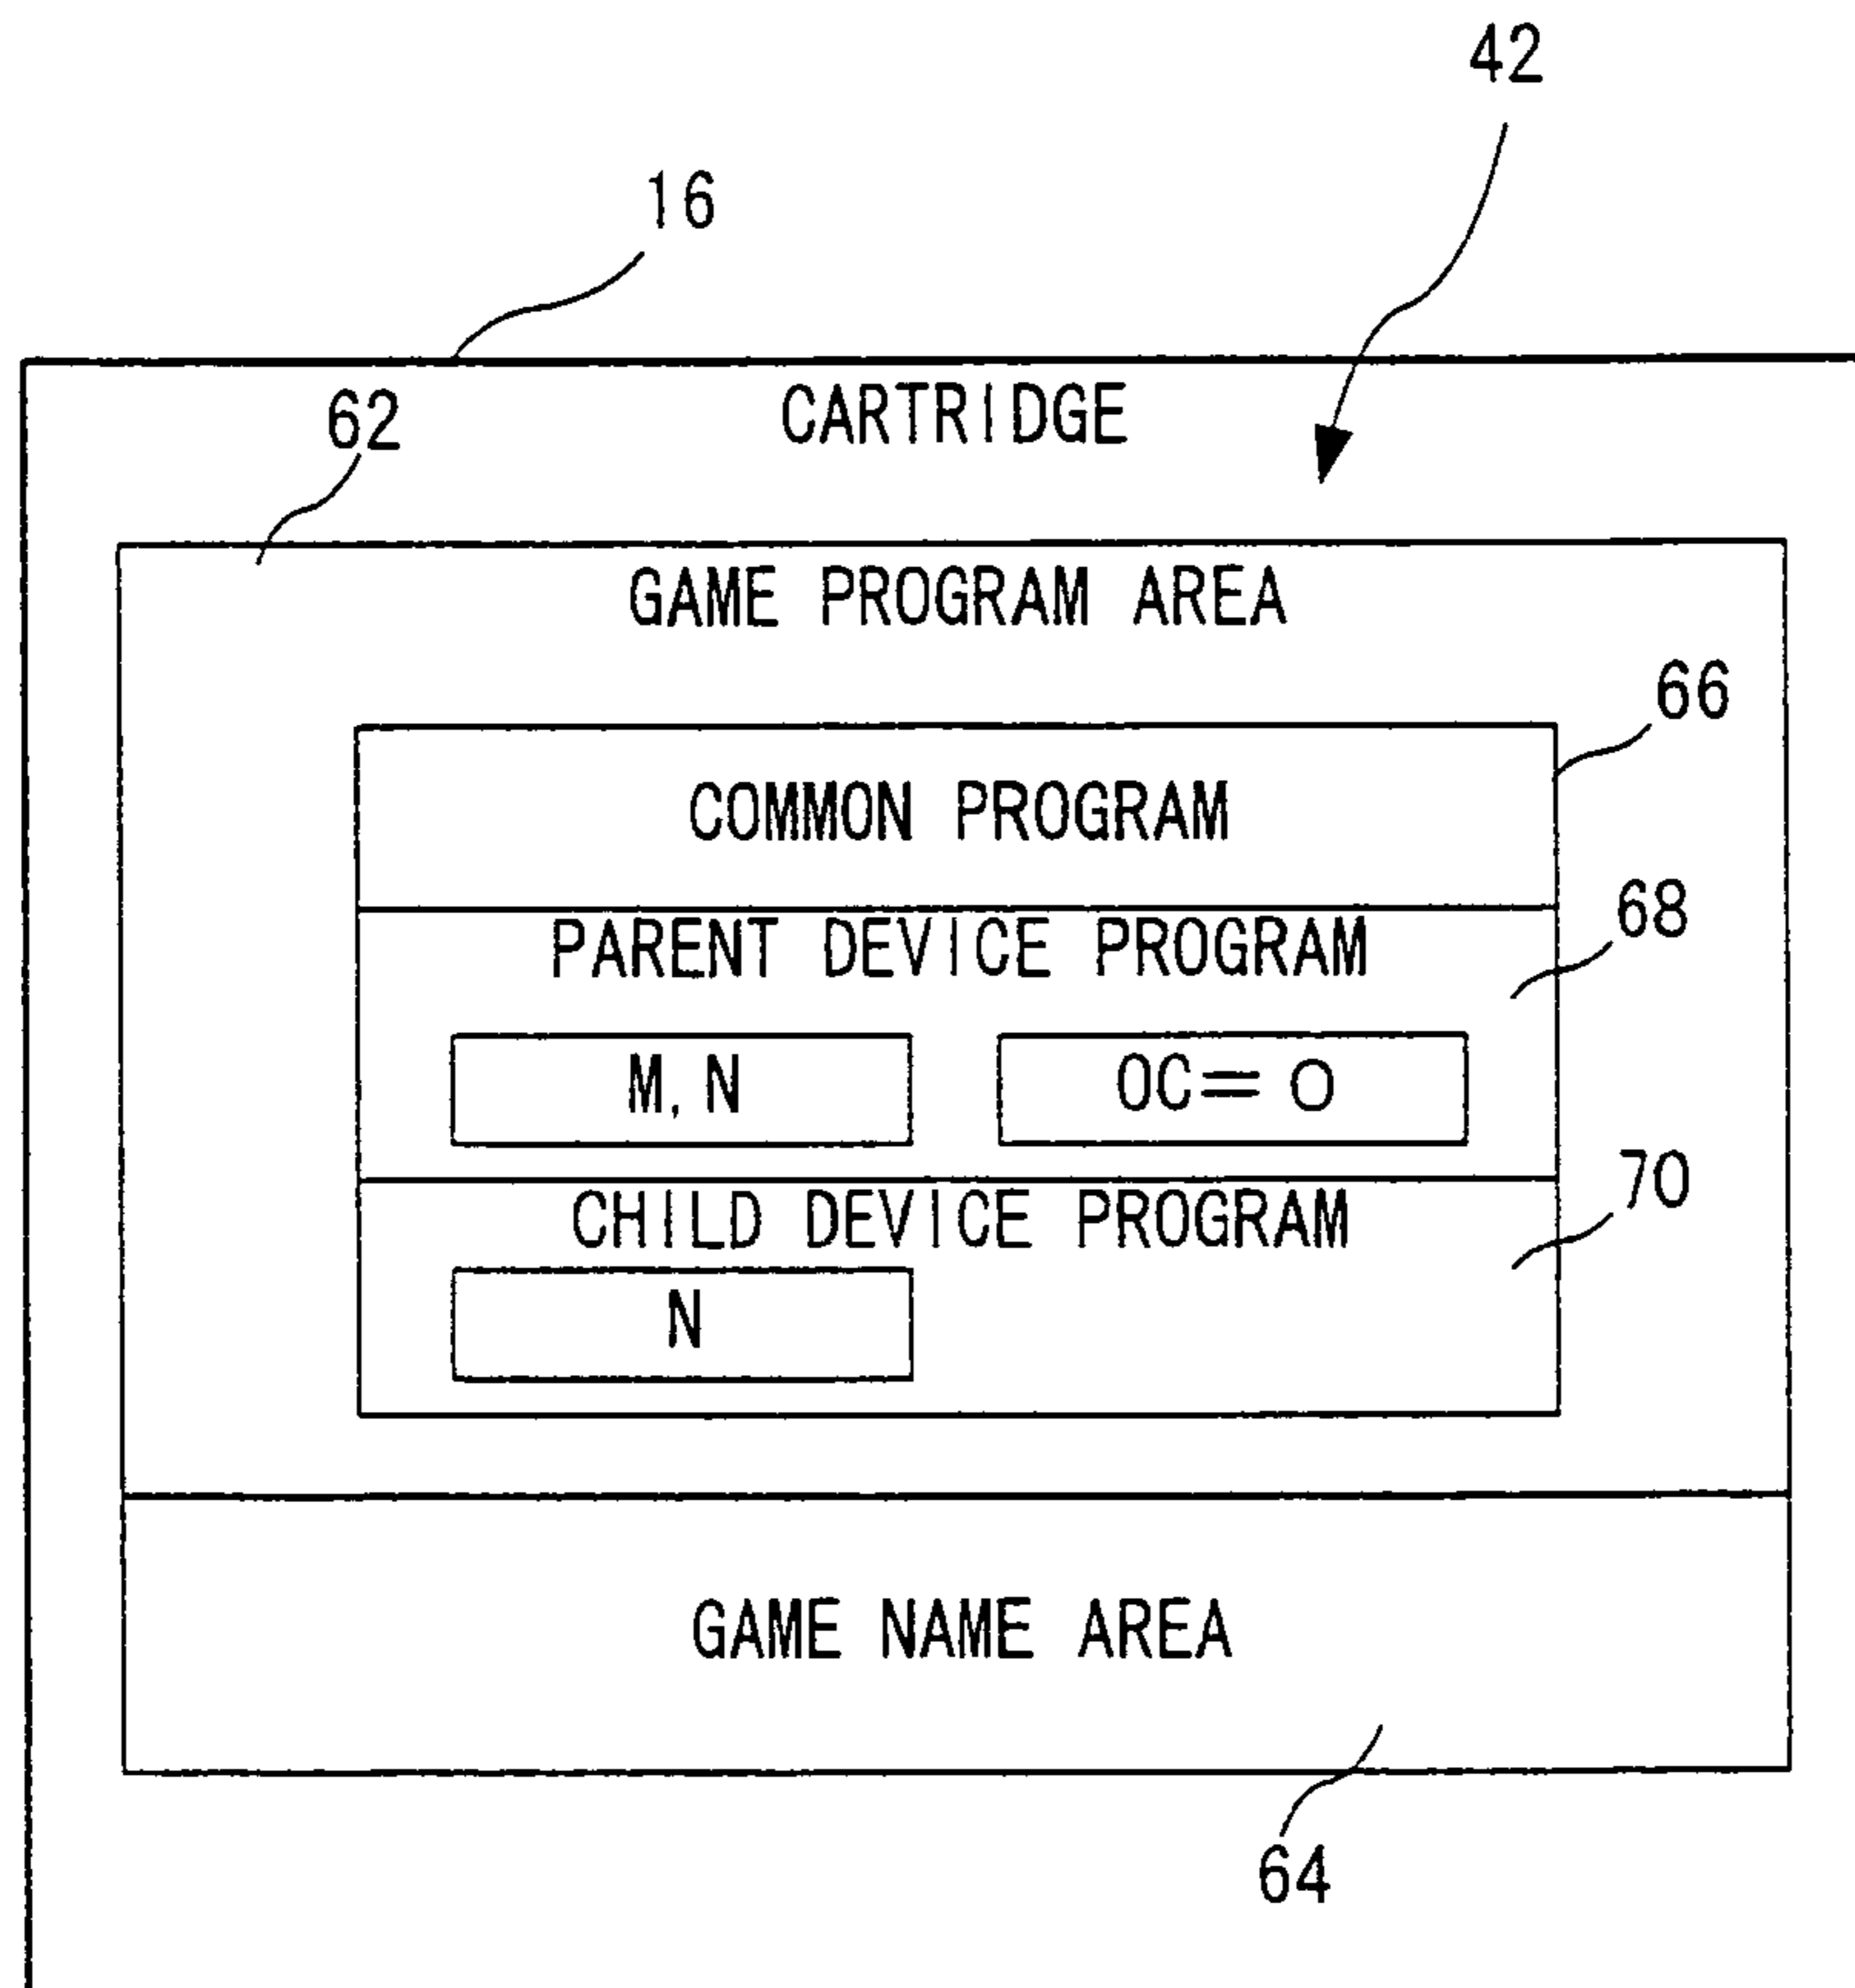 42
16
CARTRIDGE
62
GAME PROGRAM AREA
66
COMMON PROGRAM
68
PARENT DEVICE PROGRAM
M, N
OC= O
70
CHILD DEVICE PROGRAM
N
GAME NAME AREA
64